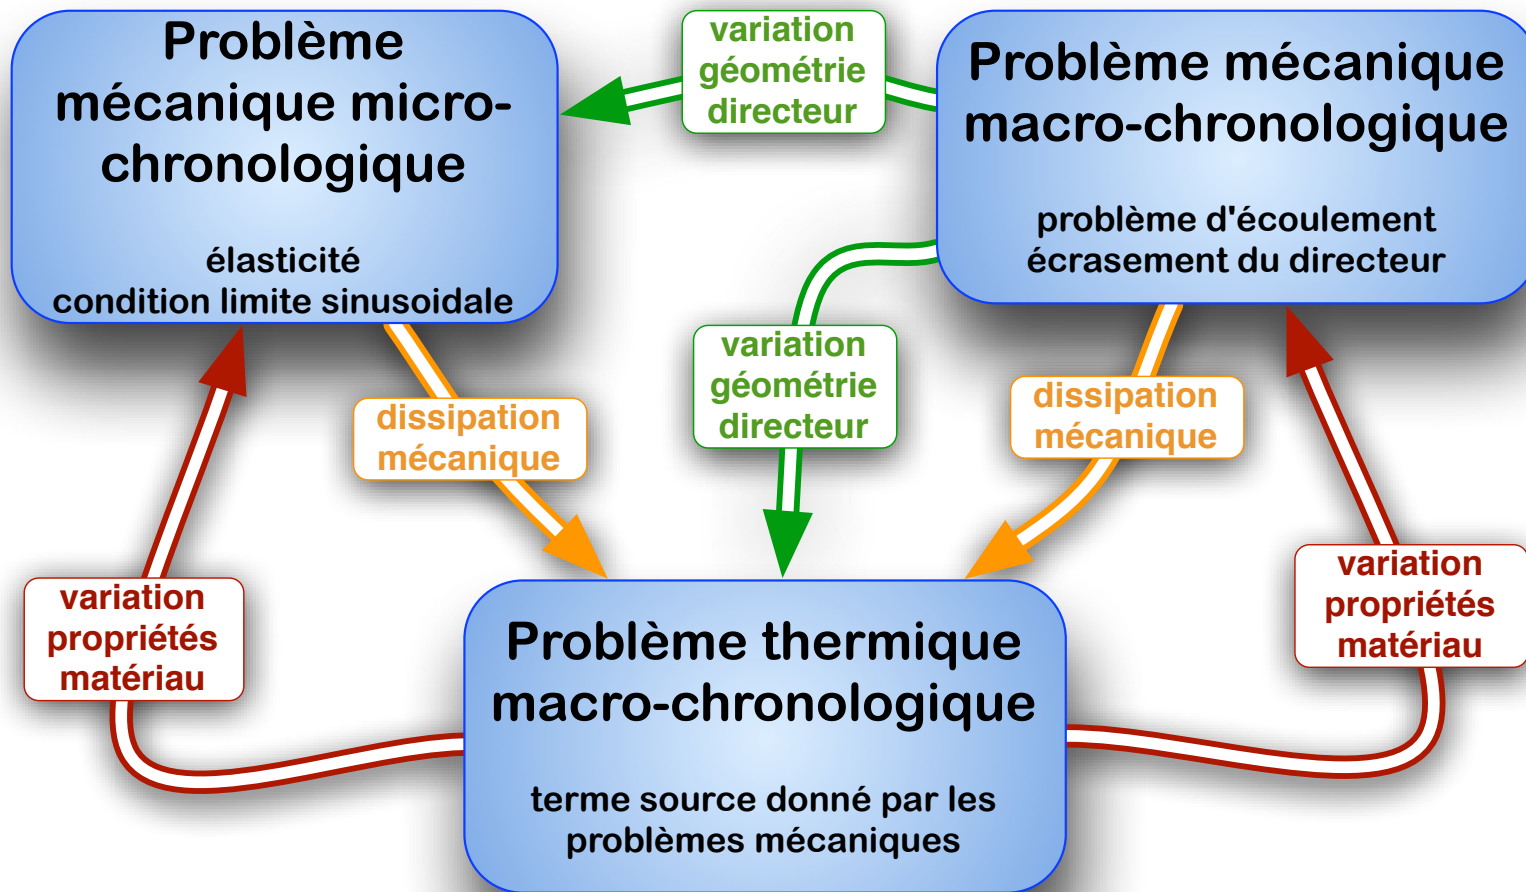 Problème
mécanique micro-
chronologique
élasticité
condition limite sinusoidale
variation
géométrie
directeur
Problème mécanique
macro-chronologique
problème d'écoulement
écrasement du directeur
variation
géométrie
directeur
dissipation
mécanique
dissipation
mécanique
variation
propriétés
matériau
variation
propriétés
matériau
Problème thermique
macro-chronologique
terme source donné par les
problèmes mécaniques